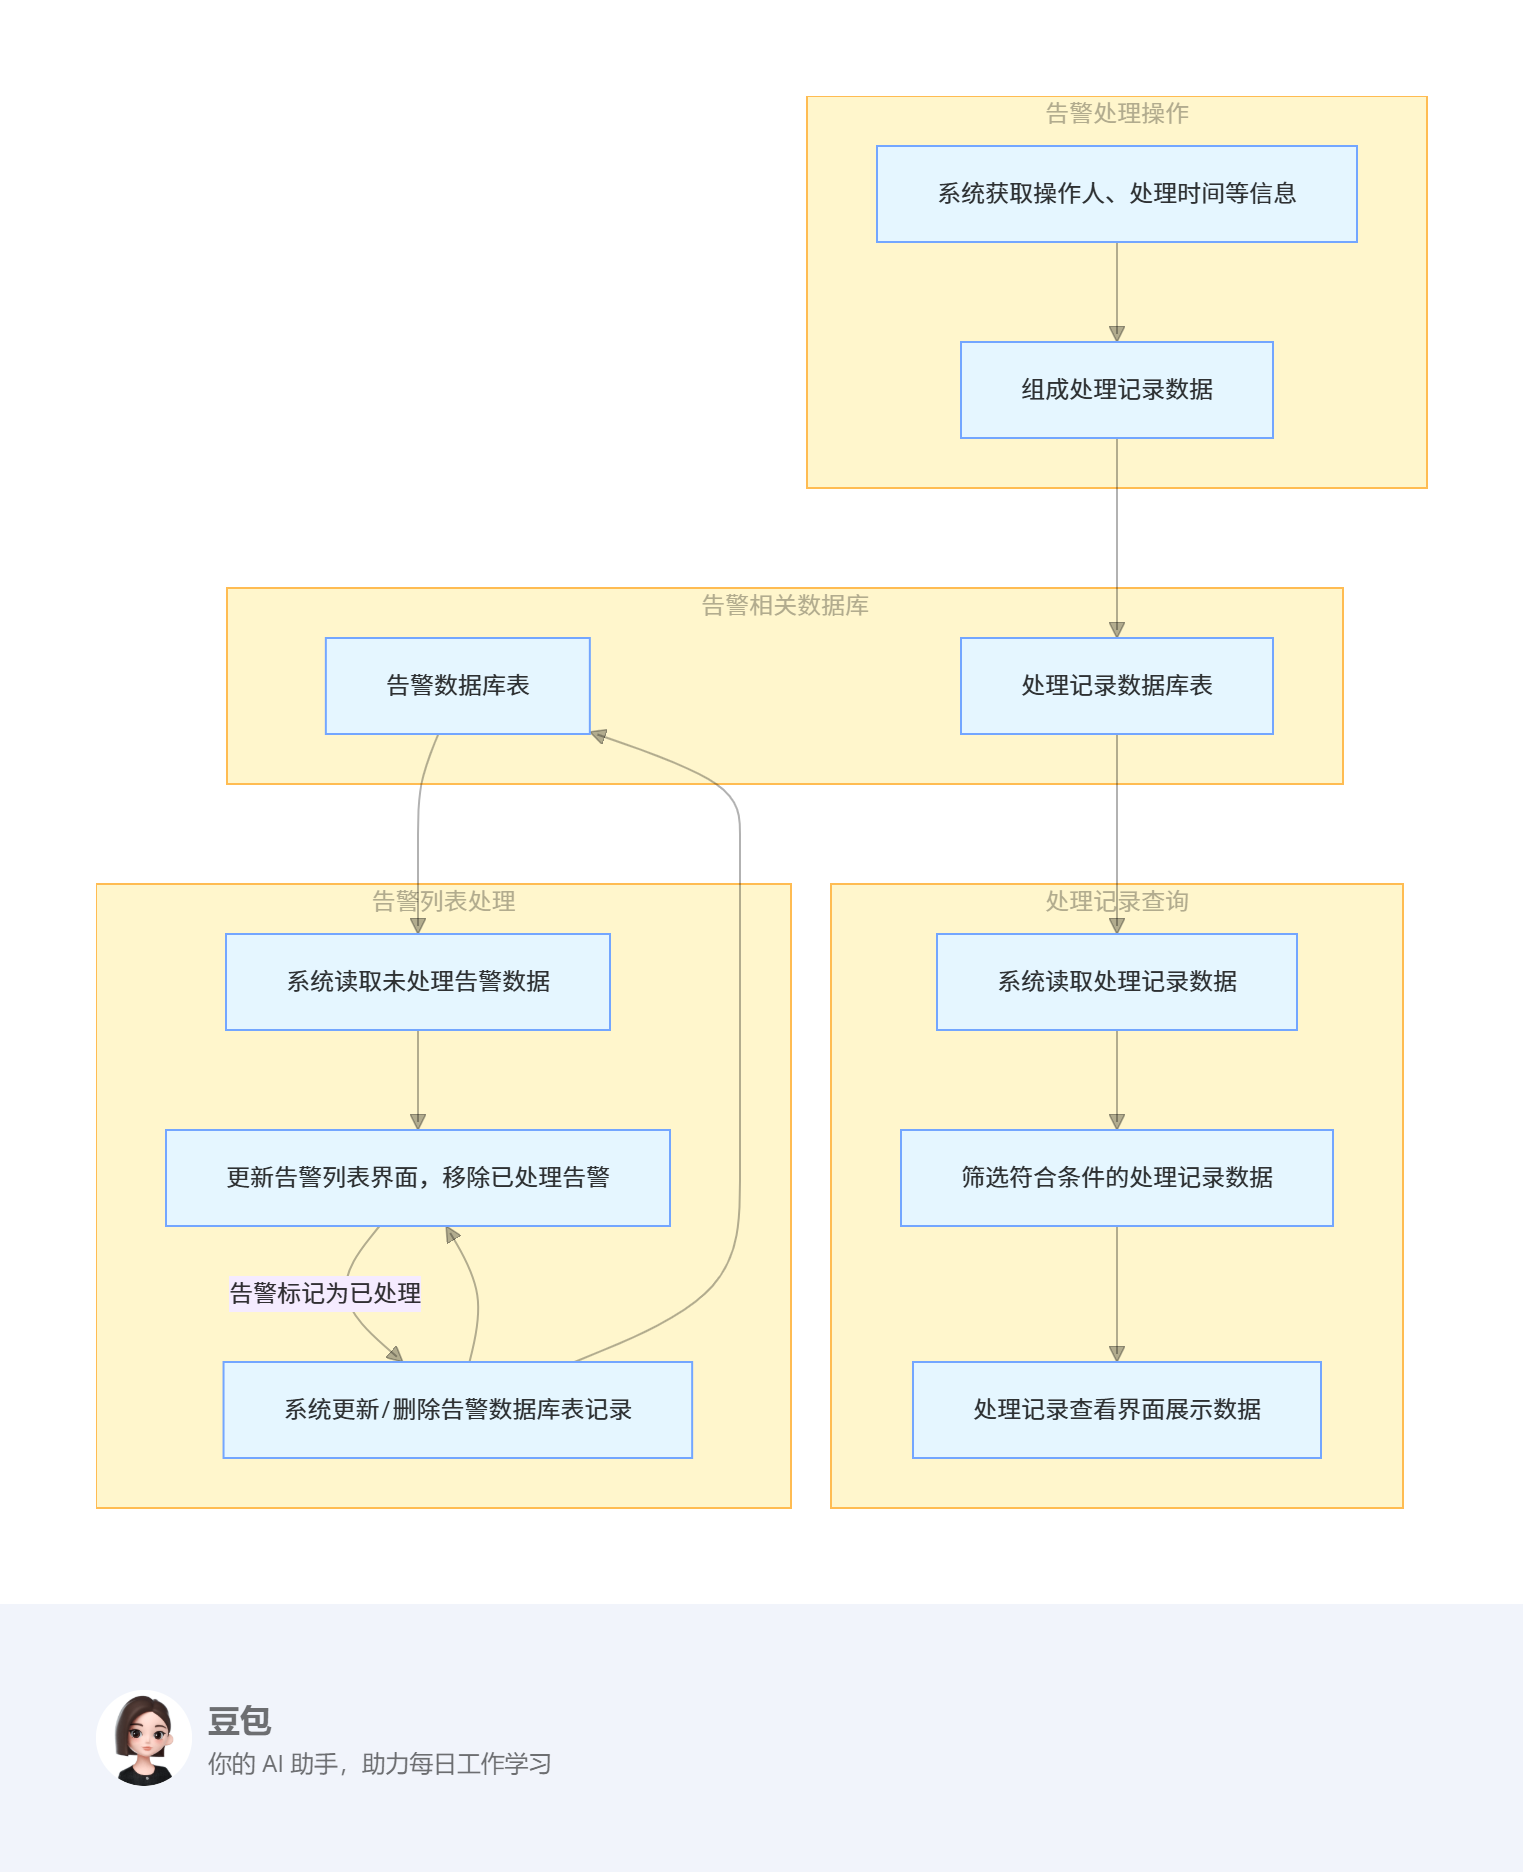 告警处理操作
系统获取操作人、处理时间等信息
组成处理记录数据
告警相关数据库
告警数据库表
处理记录数据库表
告警列表处理
系统读取未处理告警数据
更新告警列表界面，移除已处理告警
告警标记为已处理
系统更新/删除告警数据库表记录
处理记录查询
系统读取处理记录数据
筛选符合条件的处理记录数据
处理记录查看界面展示数据
豆包
你的 AI 助手，助力每日工作学习